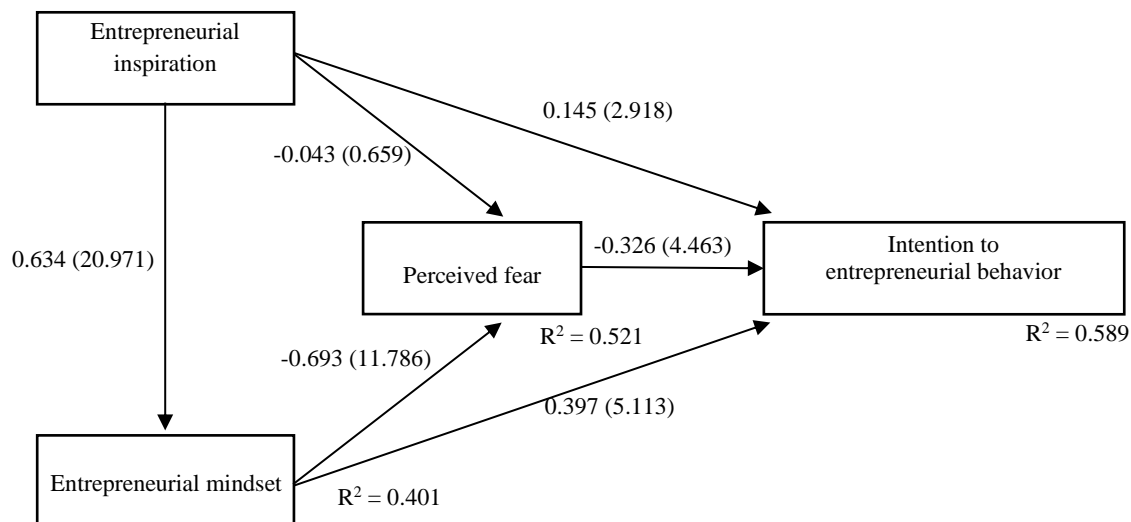 Entrepreneurial
inspiration
0.145 (2.918)
-0.043 (0.659)
0.634 (20.971)
Perceived fear
-0.326 (4.463)
Intention to
entrepreneurial behavior
R² = 0.521
R² = 0.589
-0.693 (11.786)
0.397 (5.113)
Entrepreneurial mindset
R² = 0.401